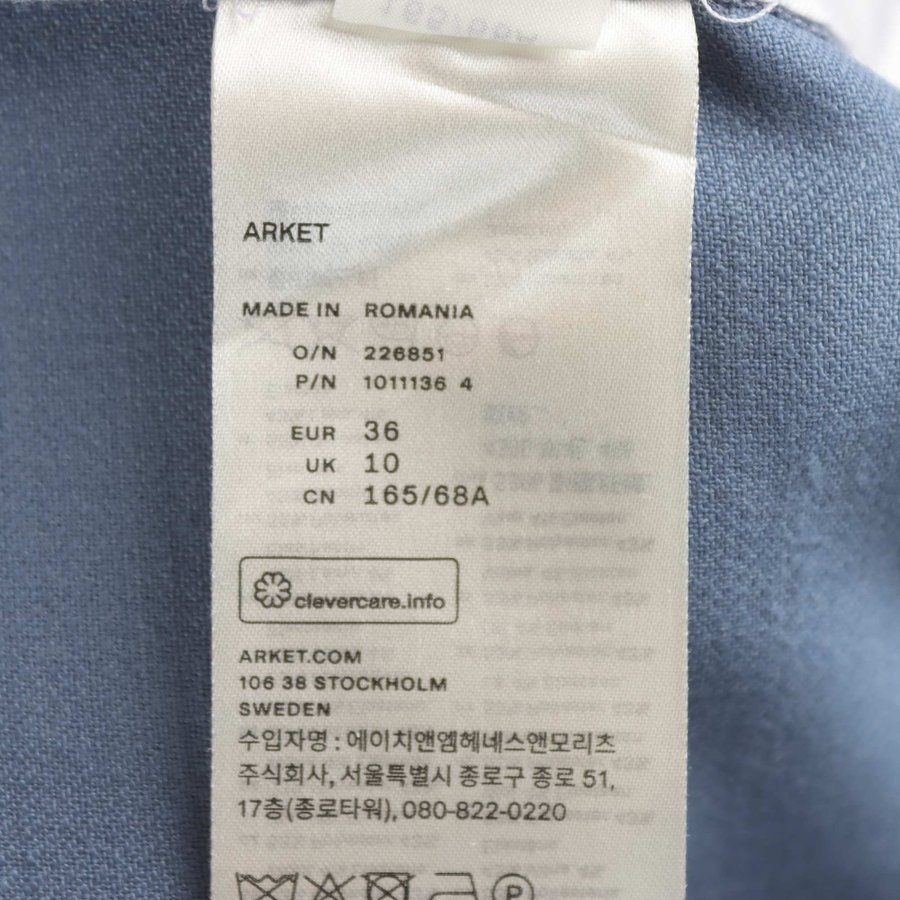 ARKET
MADE IN ROMANIA
O/N 226851
P/N 1011136 4
EUR 36
UK 10
CN 165/68A
clevercare.info
ARKET.COM
106 38 STOCKHOLM
SWEDEN
수입자명 : 에이치앤엠헤네스앤모리츠
주식회사, 서울특별시 종로구 종로 51,
17층(종로타워), 080-822-0220
P